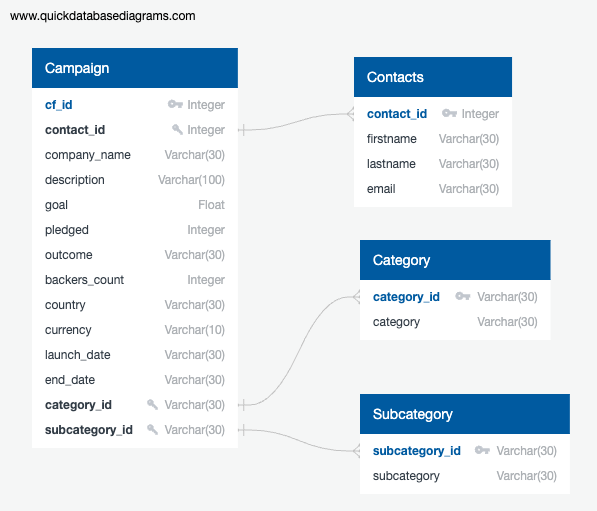 www.quickdatabasediagrams.com
Campaign
cf_id Integer
contact_id Integer
company_name Varchar(30)
description Varchar(100)
goal Float
pledged Integer
outcome Varchar(30)
backers_count Integer
country Varchar(30)
currency Varchar(10)
launch_date Varchar(30)
end_date Varchar(30)
category_id Varchar(30)
subcategory_id Varchar(30)
Contacts
contact_id Integer
firstname Varchar(30)
lastname Varchar(30)
email Varchar(30)
Category
category_id Varchar(30)
category Varchar(30)
Subcategory
subcategory_id Varchar(30)
subcategory Varchar(30)